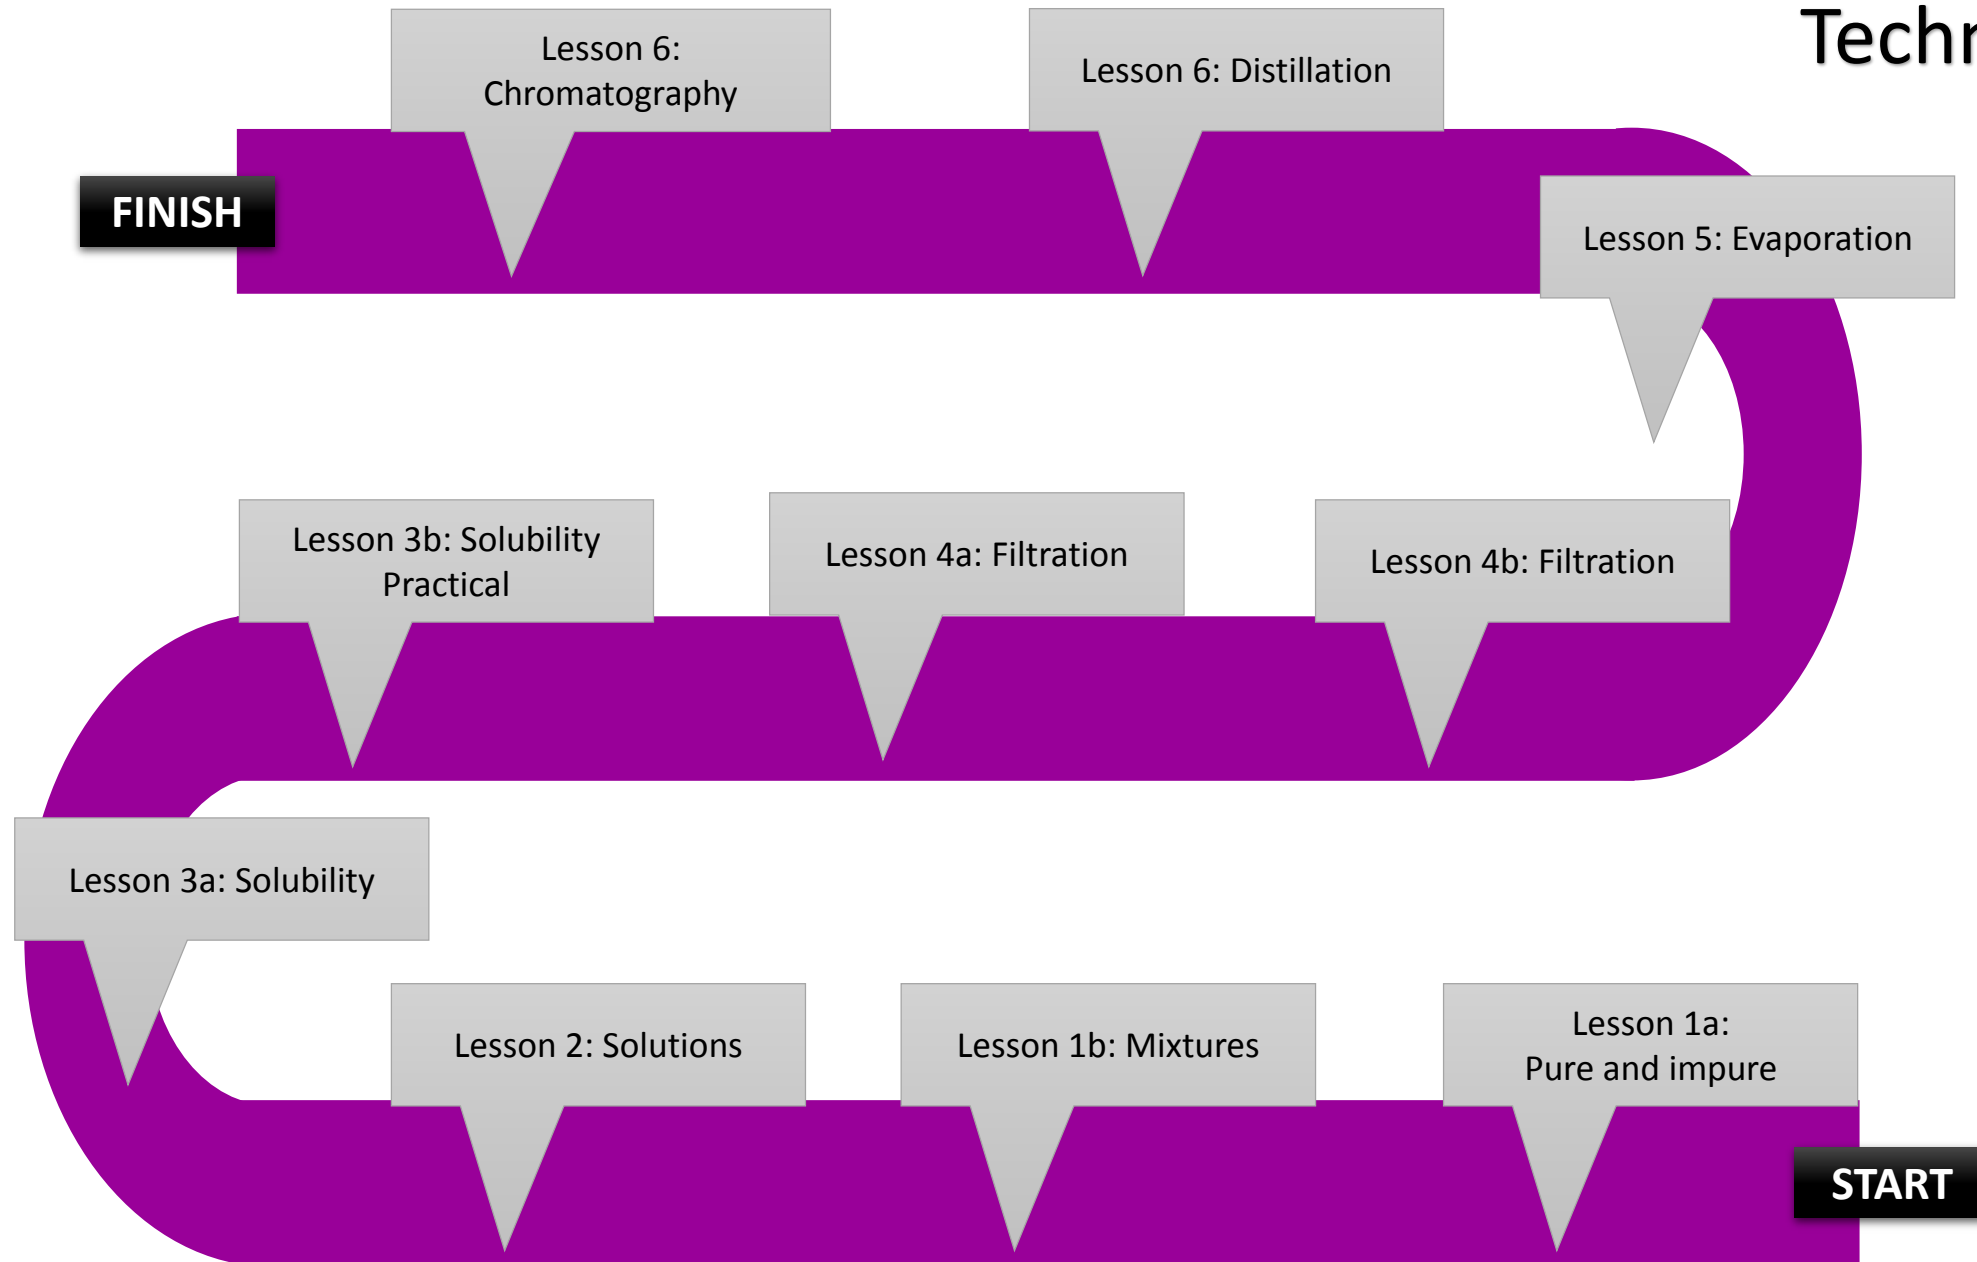 Techn
Lesson 6:
Chromatography
Lesson 6: Distillation
FINISH
Lesson 5: Evaporation
Lesson 3b: Solubility
Practical
Lesson 4a: Filtration
Lesson 4b: Filtration
Lesson 3a: Solubility
Lesson 2: Solutions
Lesson 1b: Mixtures
Lesson 1a:
Pure and impure
START